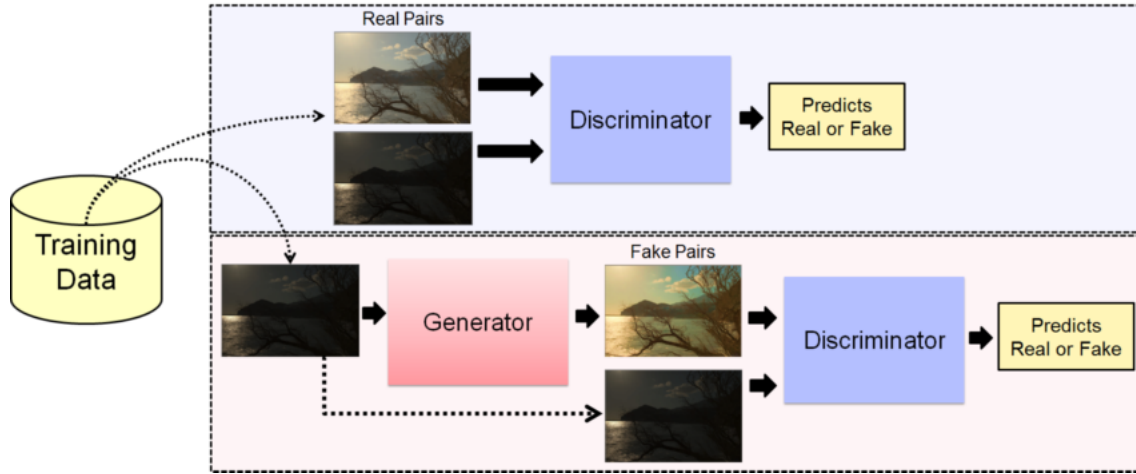 Real Pairs
Discriminator
Predicts
Real or Fake
Training
Data
Fake Pairs
Generator
Discriminator
Predicts
Real or Fake